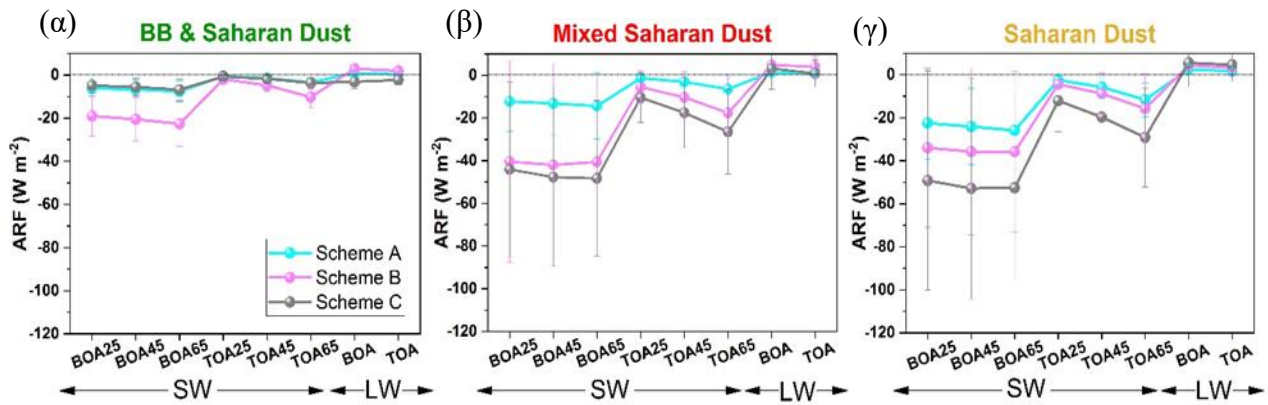 (α)
BB & Saharan Dust
ARF (W m⁻²)
0
-20
-40
-60
-80
-100
-120
Scheme A
Scheme B
Scheme C
BOA25
BOA45
BOA65
TOA25
TOA45
TOA65
BOA
TOA
SW
LW
(β)
Mixed Saharan Dust
ARF (W m⁻²)
0
-20
-40
-60
-80
-100
-120
BOA25
BOA45
BOA65
TOA25
TOA45
TOA65
BOA
TOA
SW
LW
(γ)
Saharan Dust
ARF (W m⁻²)
0
-20
-40
-60
-80
-100
-120
BOA25
BOA45
BOA65
TOA25
TOA45
TOA65
BOA
TOA
SW
LW